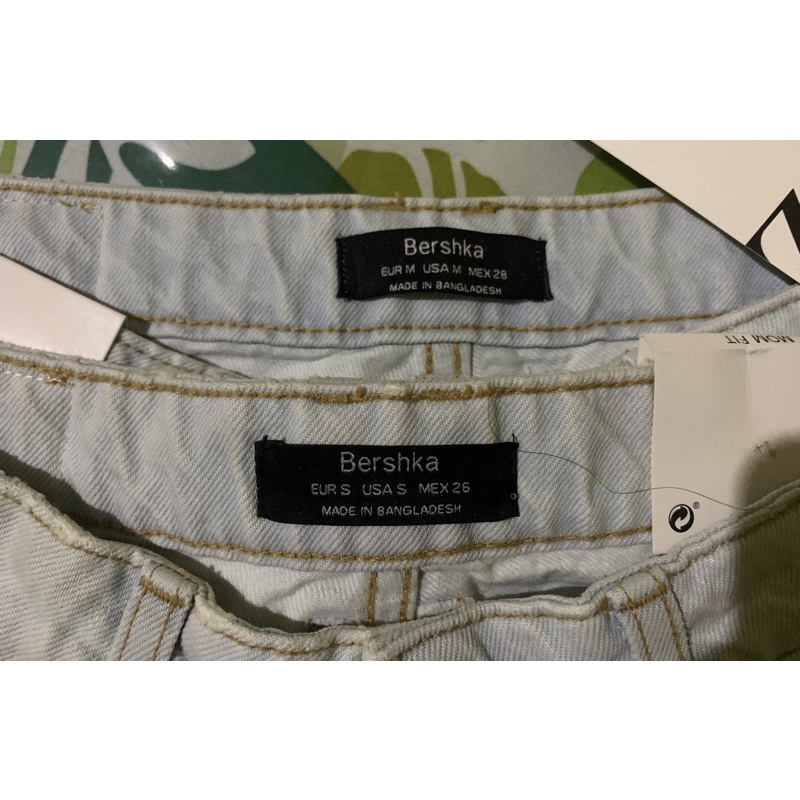 Bershka
EUR M USA M MEX 28
MADE IN BANGLADESH
MOM FIT
Bershka
EUR S USA S MEX 26
MADE IN BANGLADESH
®